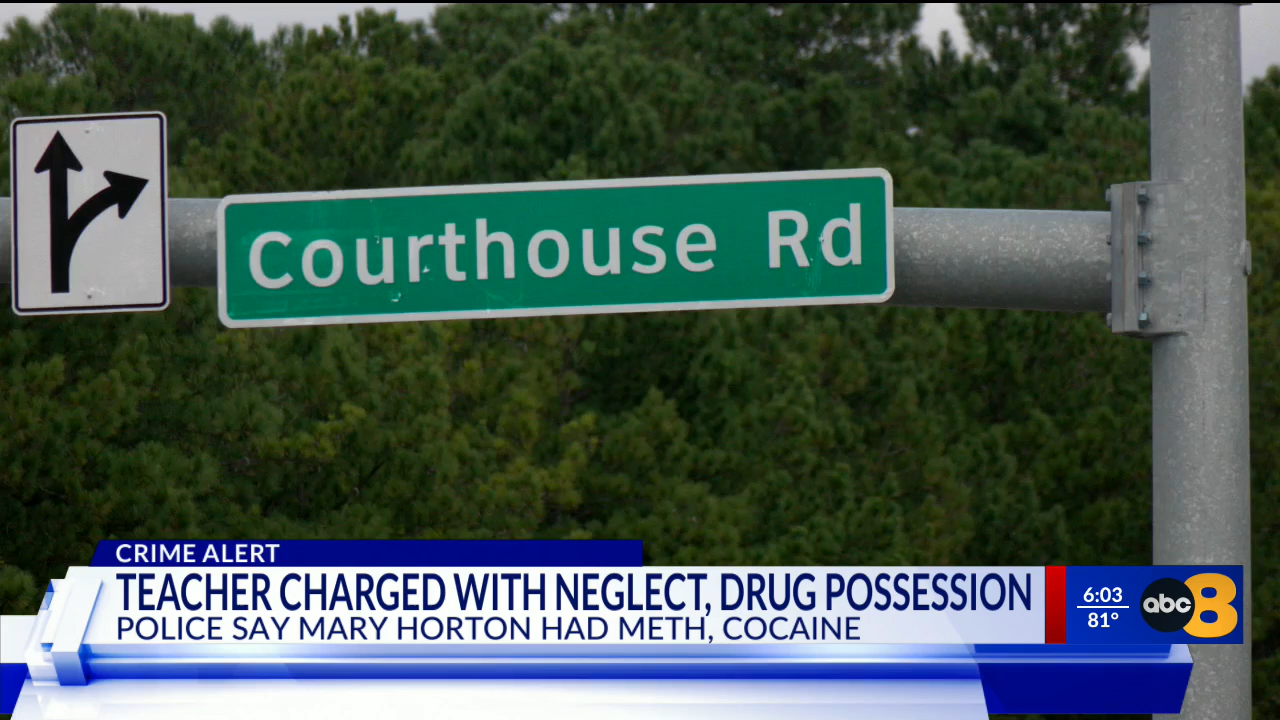 Courthouse Rd
CRIME ALERT
TEACHER CHARGED WITH NEGLECT, DRUG POSSESSION
POLICE SAY MARY HORTON HAD METH, COCAINE
6:03
81°
abc 8